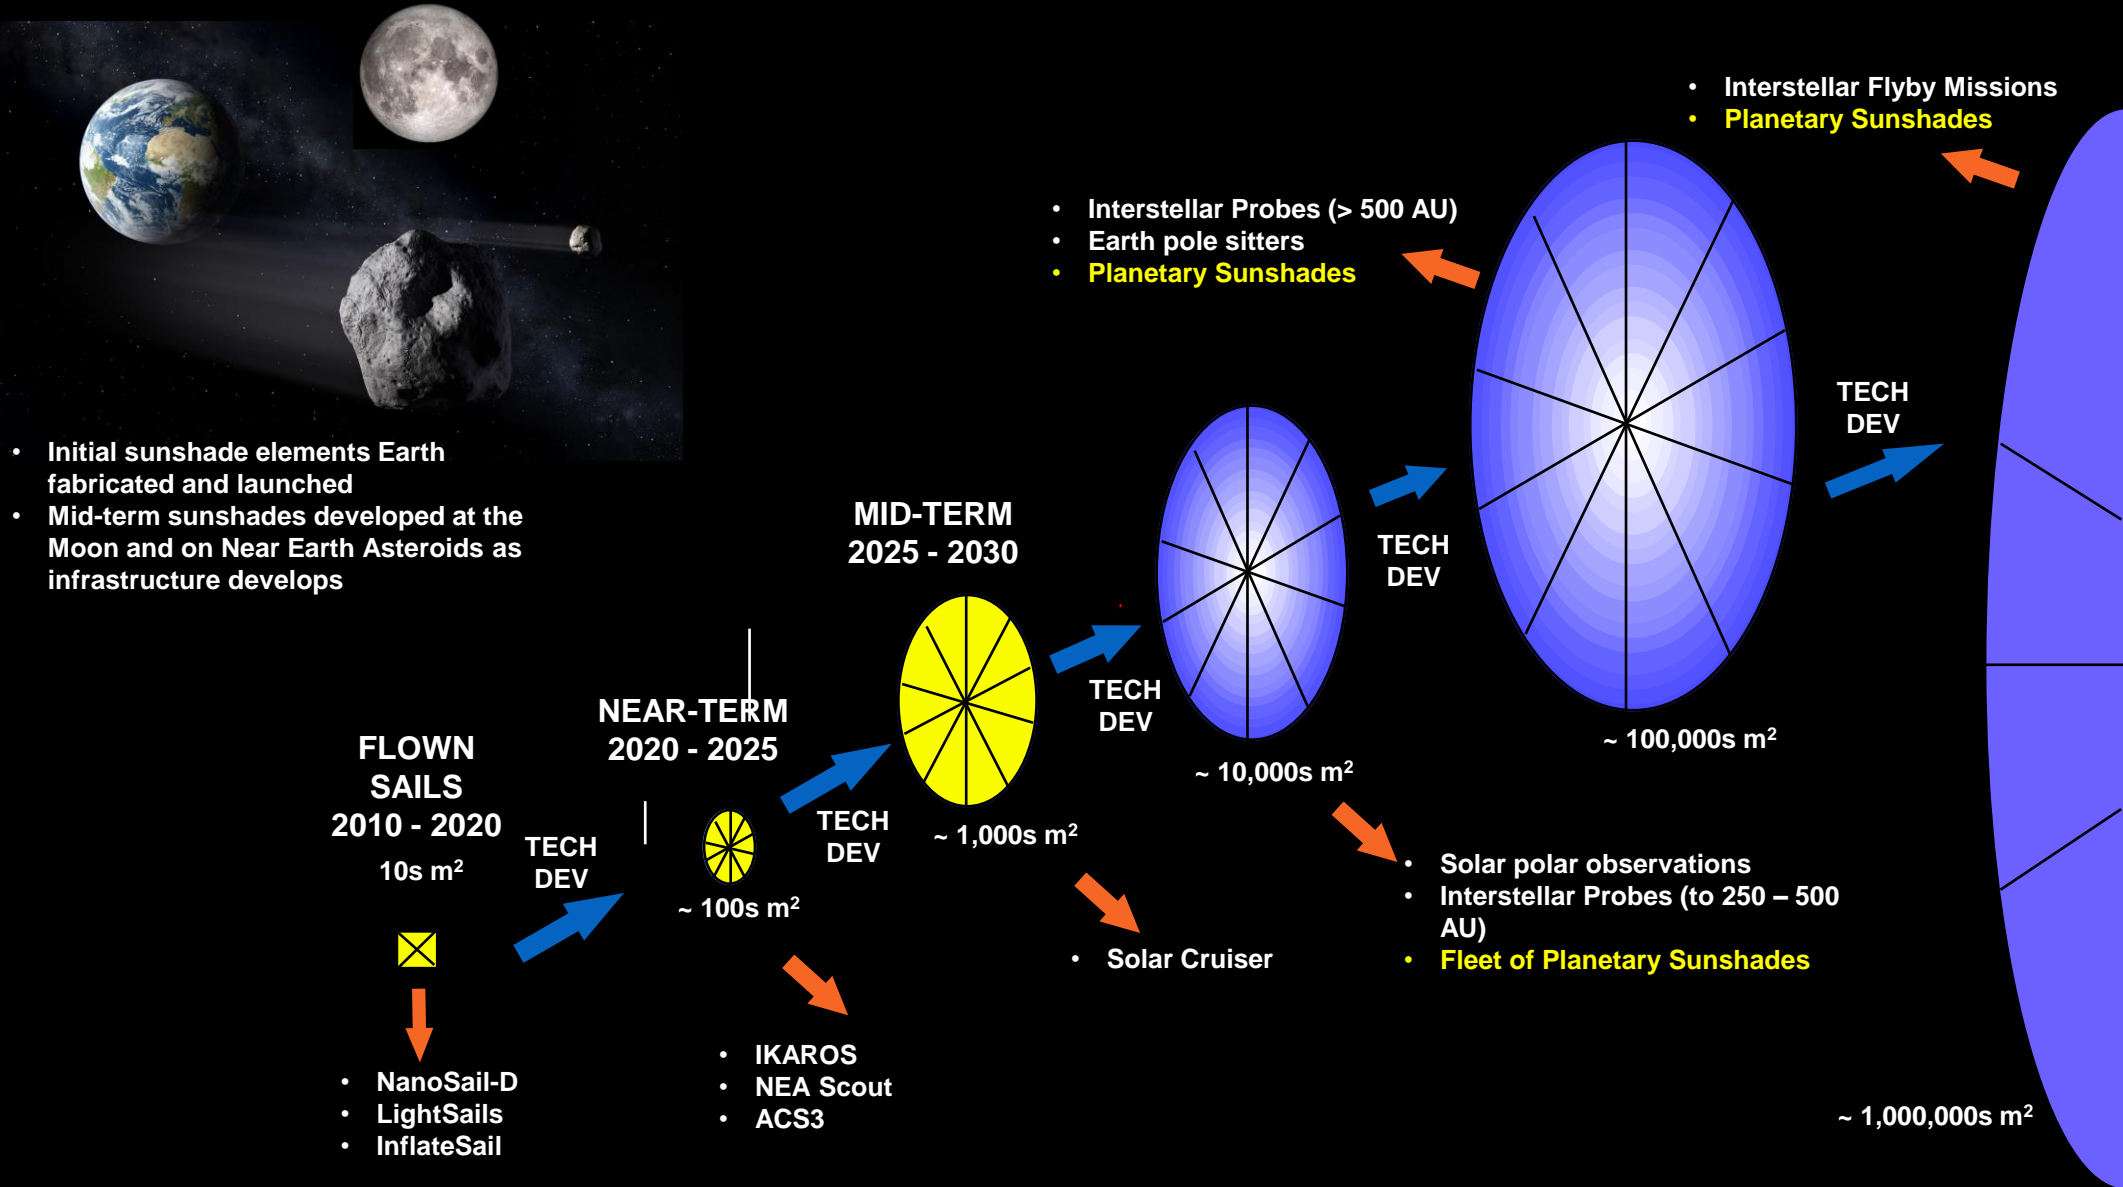 • Initial sunshade elements Earth
fabricated and launched
• Mid-term sunshades developed at the
Moon and on Near Earth Asteroids as
infrastructure develops
FLOWN
SAILS
2010 - 2020
10s m²
• NanoSail-D
• LightSails
• InflateSail
TECH
DEV
NEAR-TERM
2020 - 2025
~ 100s m²
• IKAROS
• NEA Scout
• ACS3
TECH
DEV
MID-TERM
2025 - 2030
~ 1,000s m²
• Solar Cruiser
TECH
DEV
~ 10,000s m²
• Solar polar observations
• Interstellar Probes (to 250 – 500
AU)
• Fleet of Planetary Sunshades
TECH
DEV
• Interstellar Probes (> 500 AU)
• Earth pole sitters
• Planetary Sunshades
~ 100,000s m²
TECH
DEV
• Interstellar Flyby Missions
• Planetary Sunshades
~ 1,000,000s m²